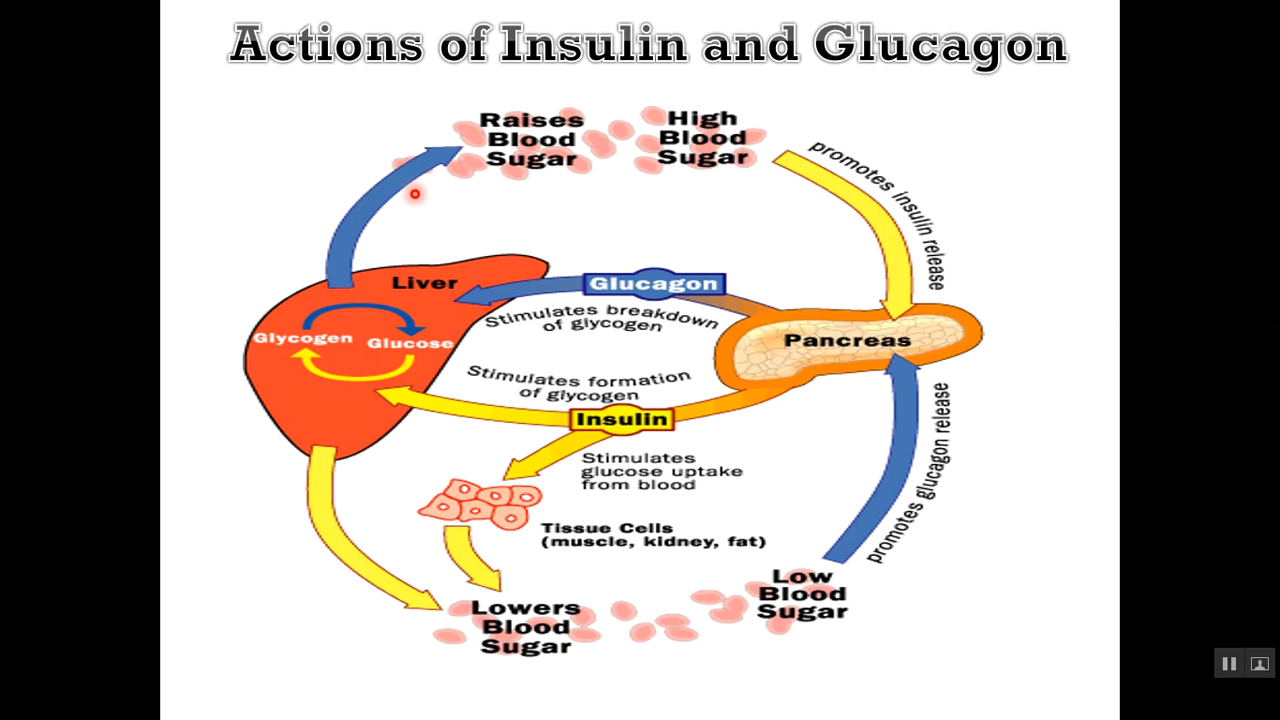 Actions of Insulin and Glucagon
Raises
Blood
Sugar
High
Blood
Sugar
promotes insulin release
Liver
Glucagon
Stimulates breakdown
of glycogen
Glycogen
Glucose
Pancreas
Stimulates formation
of glycogen
Insulin
promotes glucagon release
Stimulates
glucose uptake
from blood
Tissue Cells
(muscle, kidney, fat)
Low
Blood
Sugar
Lowers
Blood
Sugar